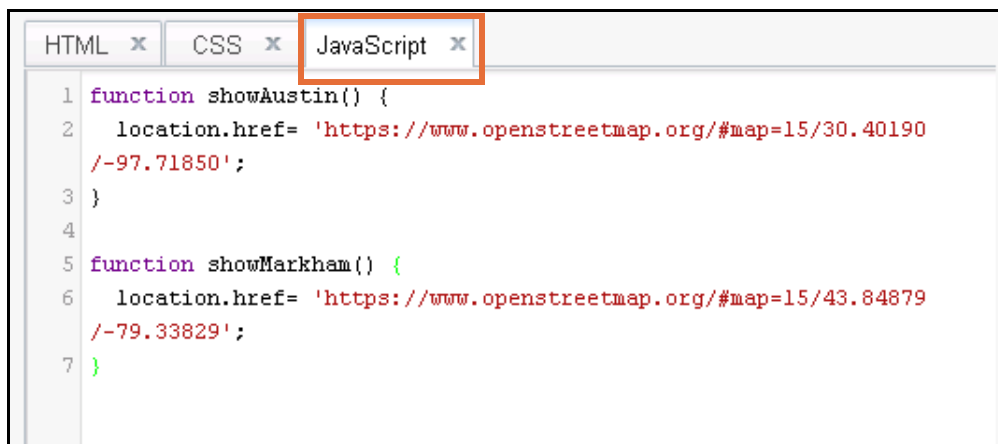 HTML x CSS x JavaScript x
1 function showAustin() {
2 location.href= 'https://www.openstreetmap.org/#map=15/30.40190
/-97.71850';
3 }
4
5 function showMarkham() {
6 location.href= 'https://www.openstreetmap.org/#map=15/43.84879
/-79.33829';
7 }